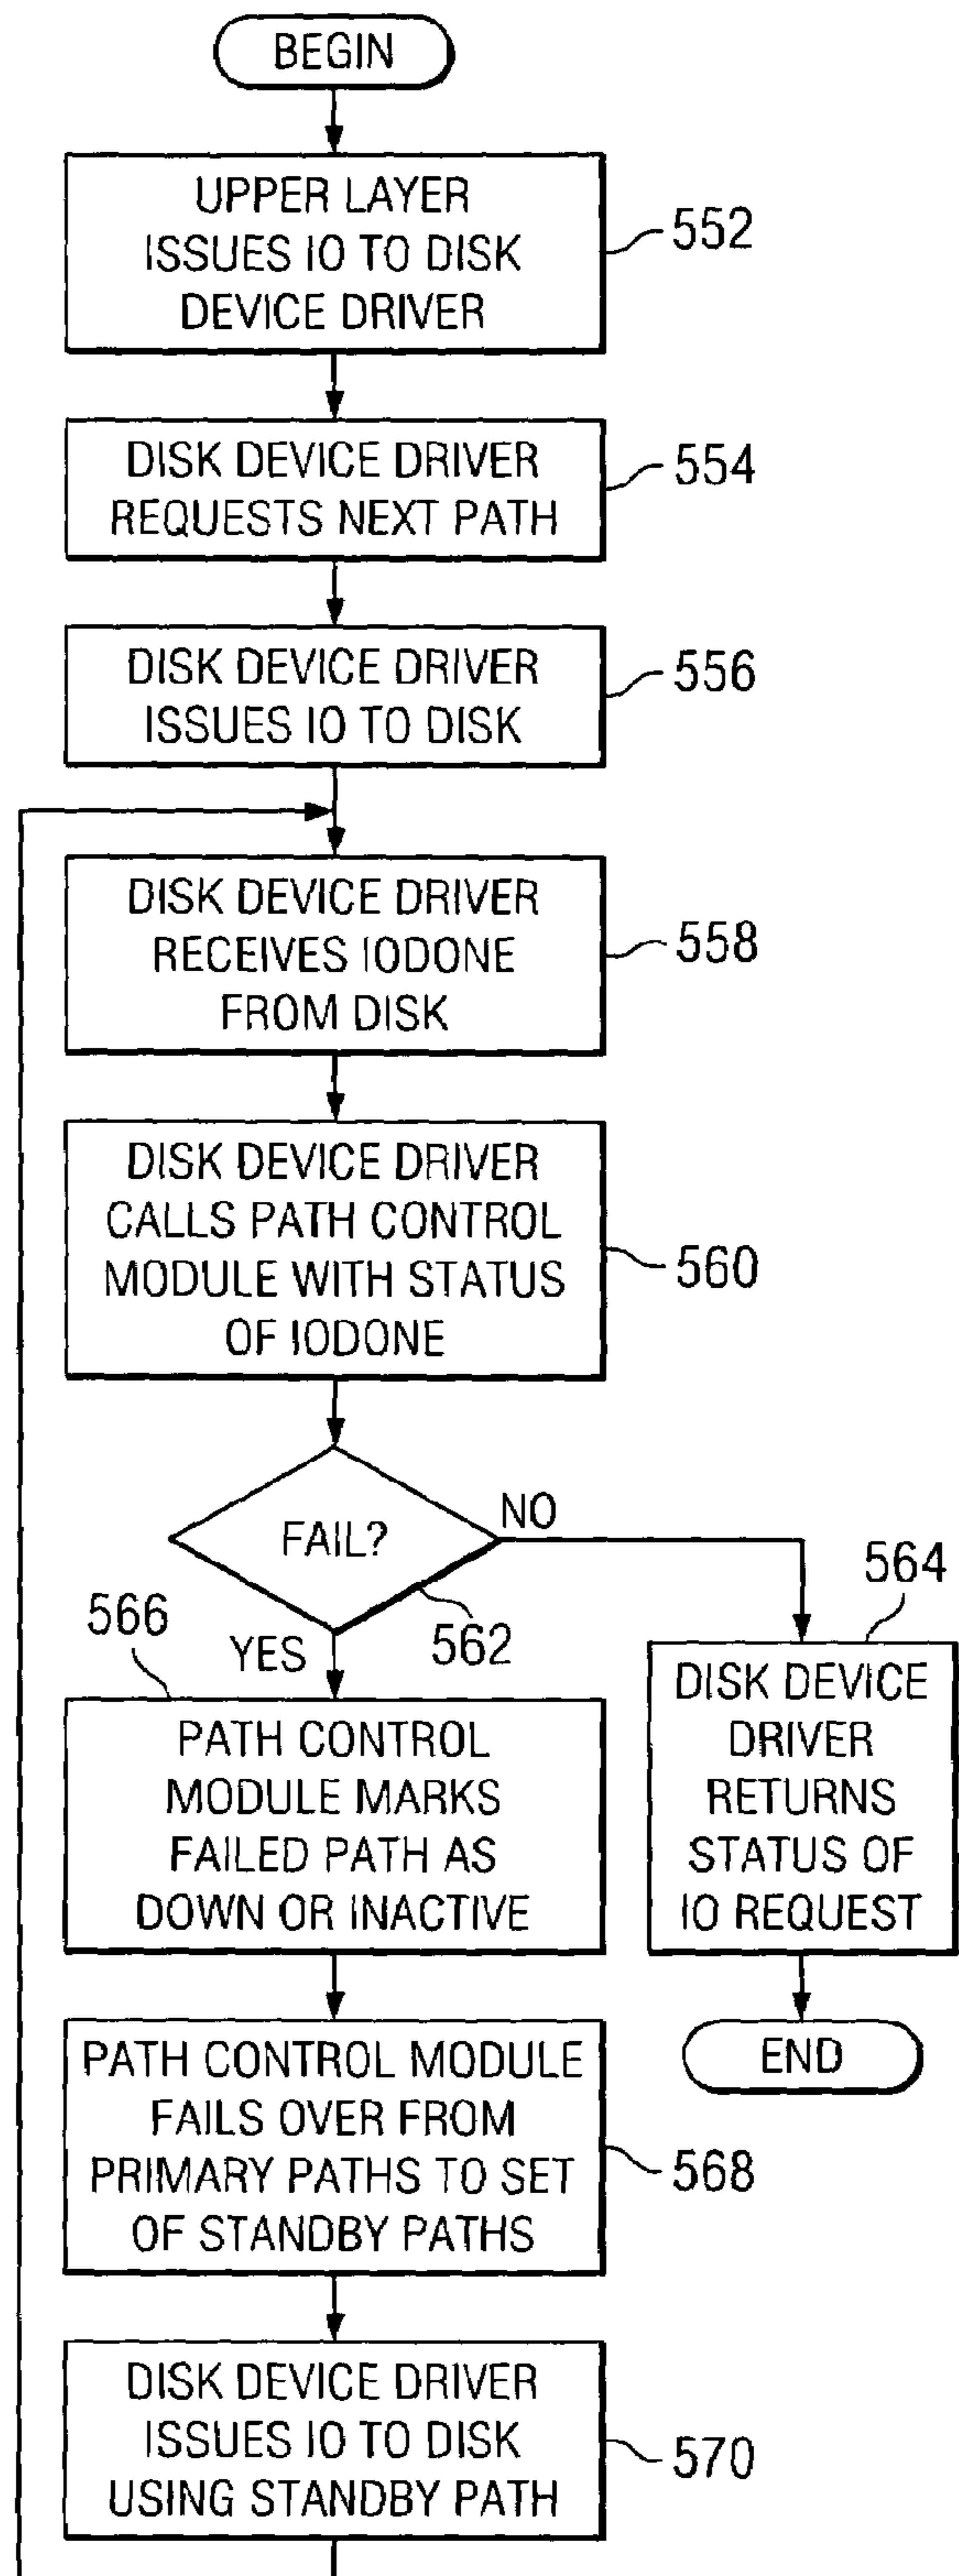 BEGIN
UPPER LAYER
ISSUES IO TO DISK
DEVICE DRIVER
552
DISK DEVICE DRIVER
REQUESTS NEXT PATH
554
DISK DEVICE DRIVER
ISSUES IO TO DISK
556
DISK DEVICE DRIVER
RECEIVES IODONE
FROM DISK
558
DISK DEVICE DRIVER
CALLS PATH CONTROL
MODULE WITH STATUS
OF IODONE
560
FAIL?
NO
562
YES
564
DISK DEVICE
DRIVER
RETURNS
STATUS OF
IO REQUEST
END
566
PATH CONTROL
MODULE MARKS
FAILED PATH AS
DOWN OR INACTIVE
PATH CONTROL MODULE
FAILS OVER FROM
PRIMARY PATHS TO SET
OF STANDBY PATHS
568
DISK DEVICE DRIVER
ISSUES IO TO DISK
USING STANDBY PATH
570